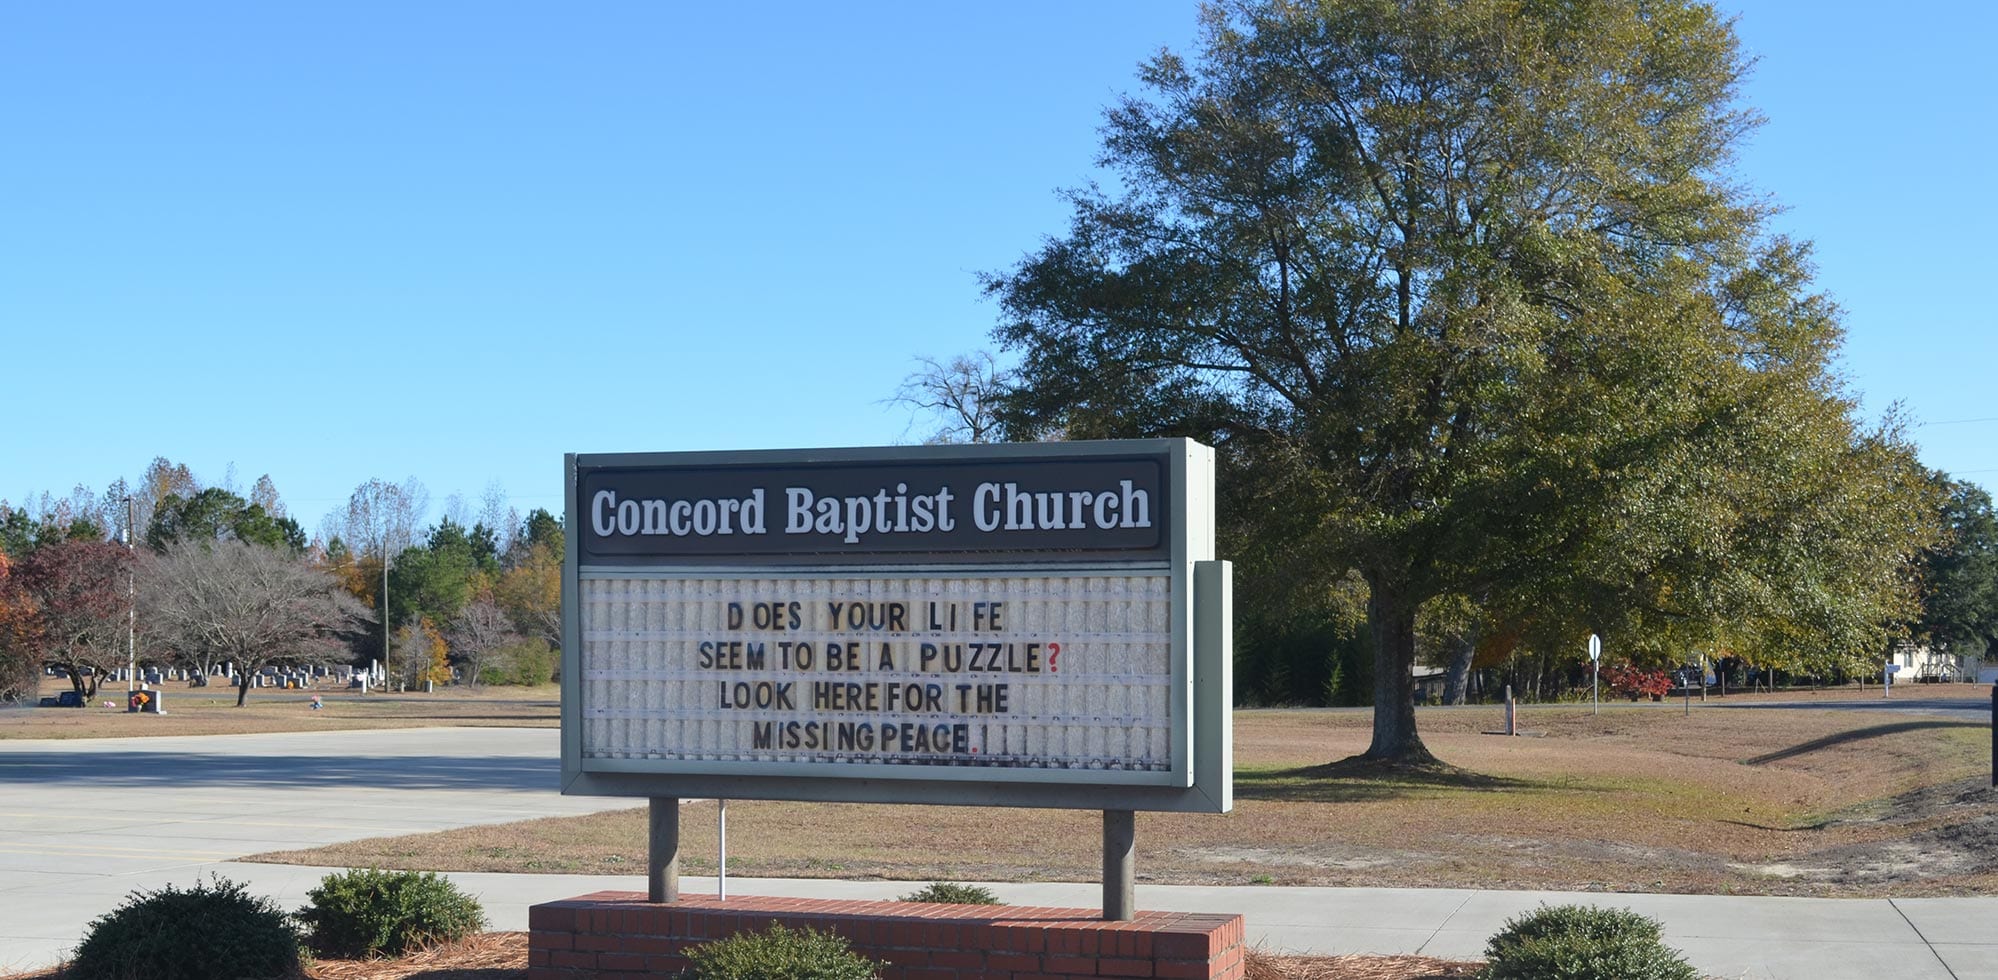 Concord Baptist Church
DOES YOUR LIFE
SEEM TO BE A PUZZLE?
LOOK HERE FOR THE
MISSING PEACE.